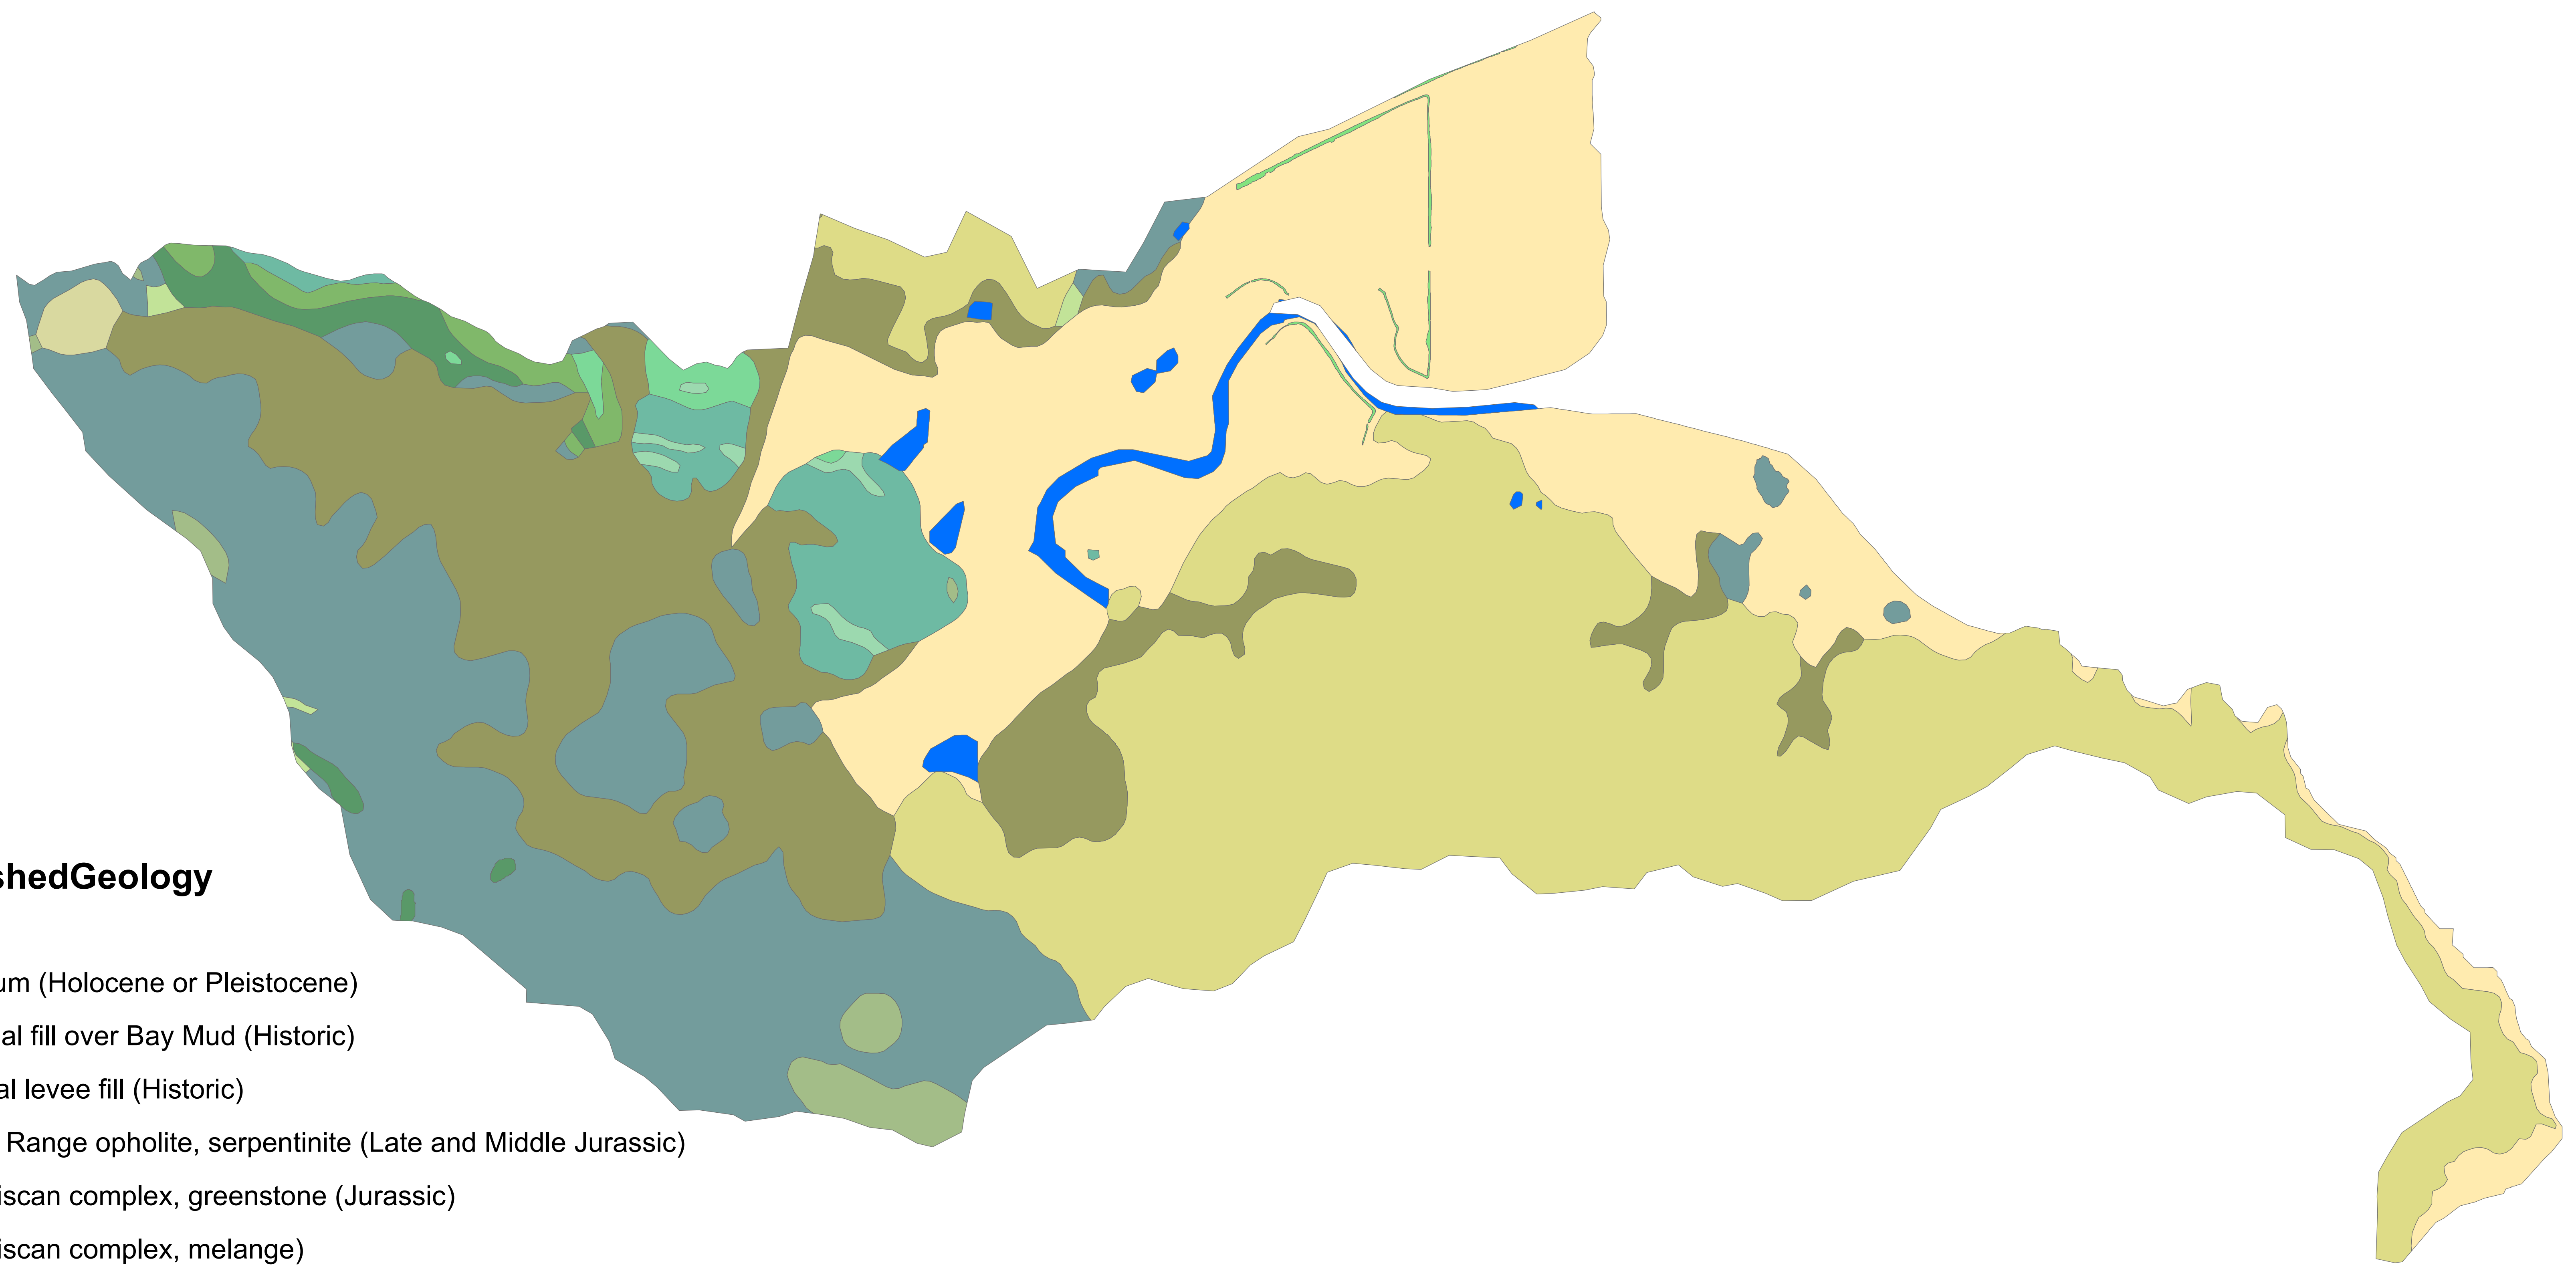 shedGeology
um (Holocene or Pleistocene)
al fill over Bay Mud (Historic)
al levee fill (Historic)
Range opholite, serpentinite (Late and Middle Jurassic)
iscan complex, greenstone (Jurassic)
iscan complex, melange)